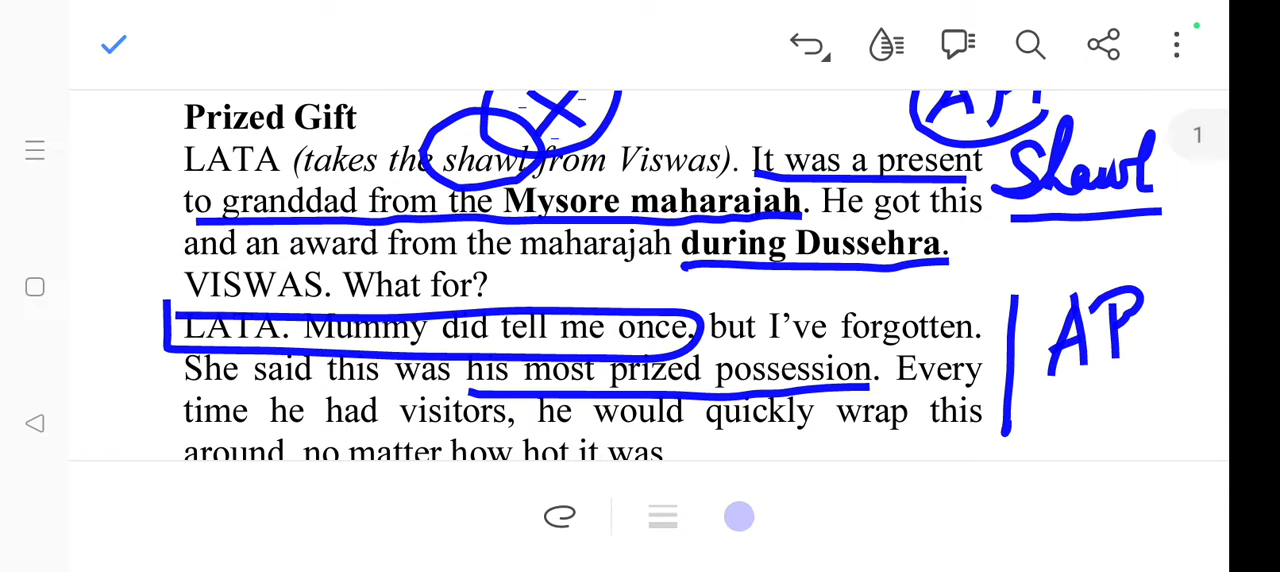 AP!
1
Prized Gift
LATA (takes the shawl from Viswas). It was a present
Shawl
to granddad from the Mysore maharajah. He got this
and an award from the maharajah during Dussehra.
VISWAS. What for?
LATA. Mummy did tell me once, but I've forgotten.
AP
She said this was his most prized possession. Every
time he had visitors, he would quickly wrap this
around, no matter how hot it was